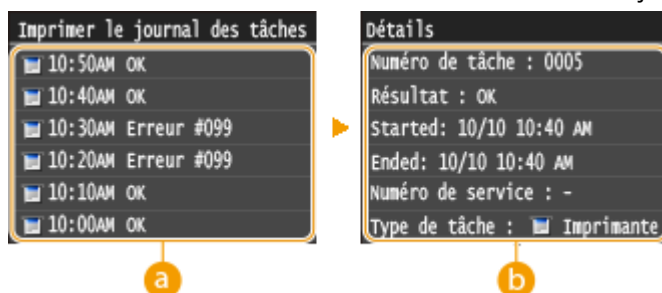 Imprimer le journal des tâches
10:50AM OK
10:40AM OK
10:30AM Erreur #099
10:20AM Erreur #099
10:10AM OK
10:00AM OK
a
Détails
Numéro de tâche : 0005
Résultat : OK
Started: 10/10 10:40 AM
Ended: 10/10 10:40 AM
Numéro de service : -
Type de tâche : Imprimante
b